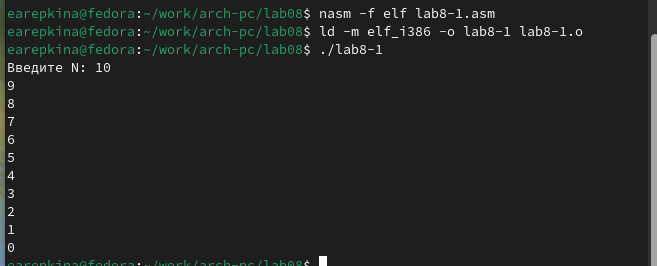 earepkina@fedora:~/work/arch-pc/lab08$ nasm -f elf lab8-1.asm
earepkina@fedora:~/work/arch-pc/lab08$ ld -m elf_i386 -o lab8-1 lab8-1.o
earepkina@fedora:~/work/arch-pc/lab08$ ./lab8-1
Введите N: 10
9
8
7
6
5
4
3
2
1
0
earepkina@fedora:~/work/arch-pc/lab08$